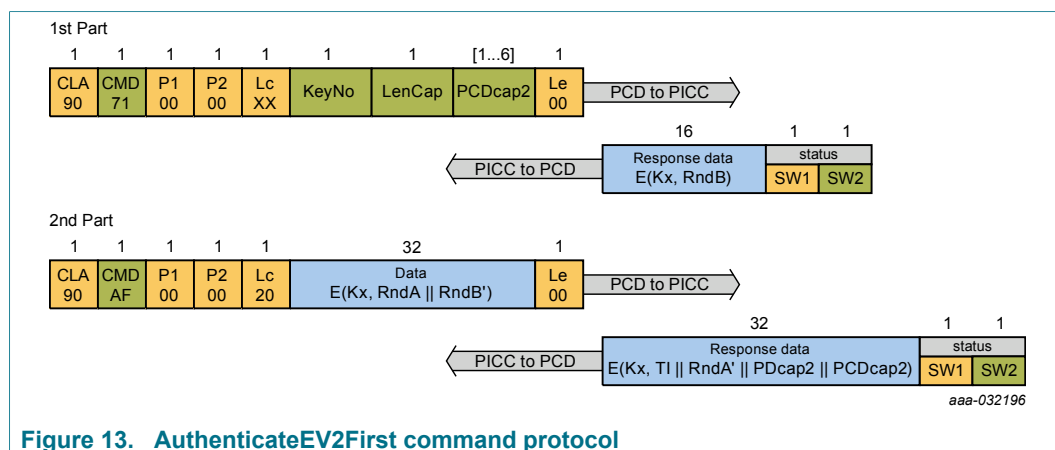 1st Part
1 1 1 1 1 1 1 [1...6] 1
CLA CMD P1 P2 Lc KeyNo LenCap PCDcap2 Le PCD to PICC
90 71 00 00 XX 00
16 1 1
PICC to PCD Response data status
E(Kx, RndB) SW1 SW2
2nd Part
1 1 1 1 1 32 1
CLA CMD P1 P2 Lc Data Le PCD to PICC
90 AF 00 00 20 E(Kx, RndA || RndB') 00
32 1 1
PICC to PCD Response data status
E(Kx, TI || RndA' || PDcap2 || PCDcap2) SW1 SW2
aaa-032196
Figure 13. AuthenticateEV2First command protocol